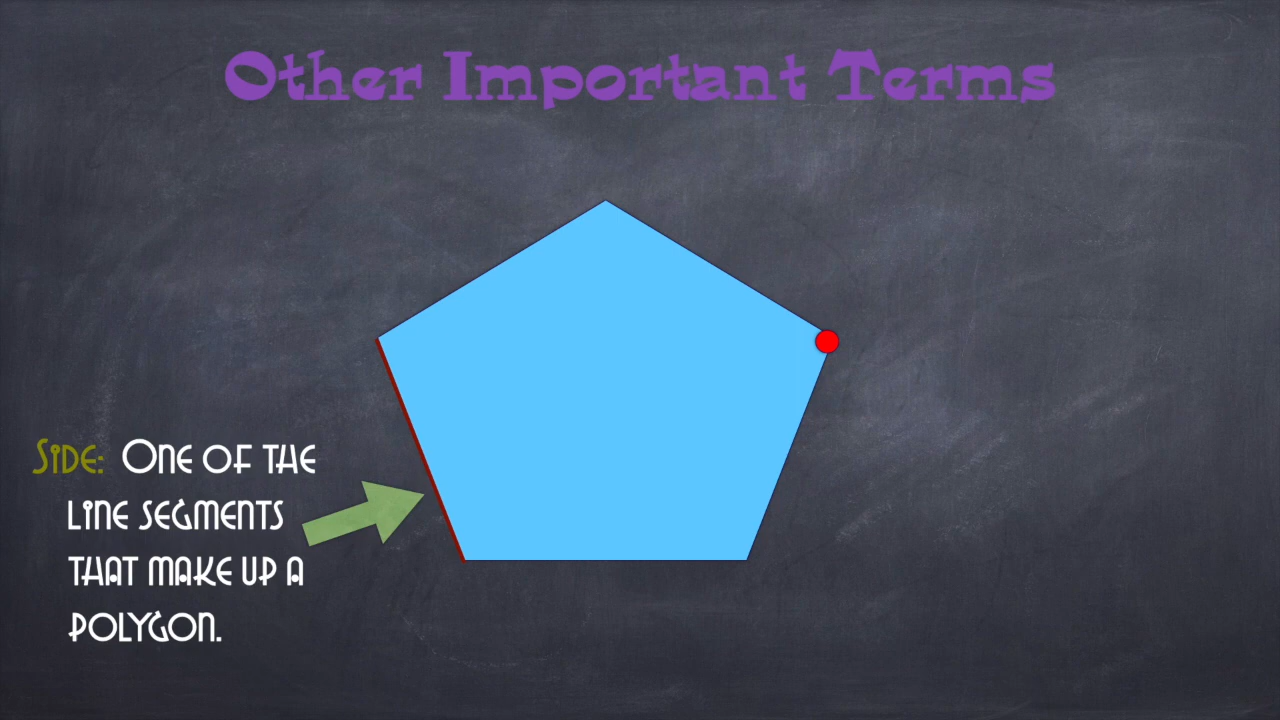 Other Important Terms
Side: One of the
line segments
that make up a
polygon.